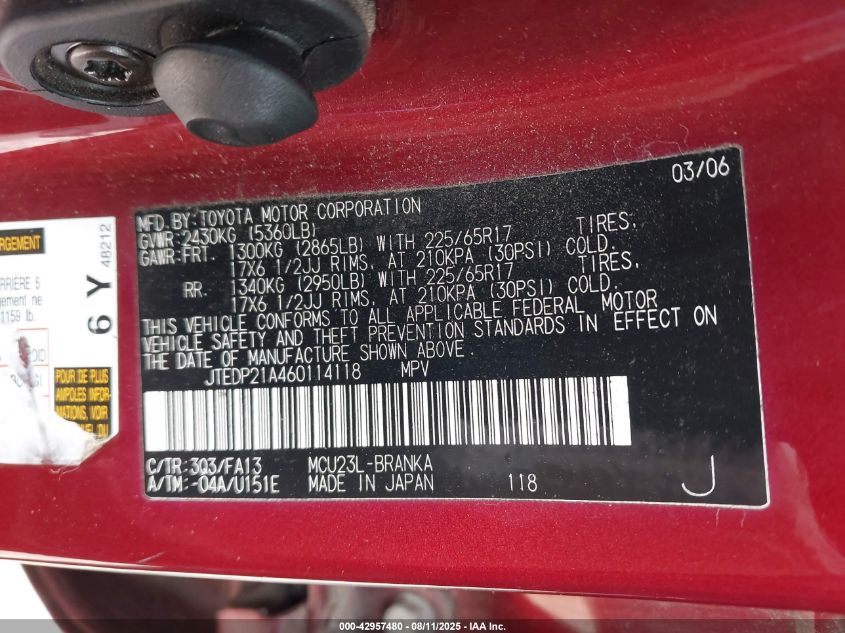 03/06
MFD.BY:TOYOTA MOTOR CORPORATION
GVWR:2430KG (5360LB)
GAWR:FRT. 1300KG (2865LB) WITH 225/65R17 TIRES,
17X6 1/2JJ RIMS, AT 210KPA (30PSI) COLD.
RR. 1340KG (2950LB) WITH 225/65R17 TIRES,
17X6 1/2JJ RIMS, AT 210KPA (30PSI) COLD.
THIS VEHICLE CONFORMS TO ALL APPLICABLE FEDERAL MOTOR
VEHICLE SAFETY AND THEFT PREVENTION STANDARDS IN EFFECT ON
THE DATE OF MANUFACTURE SHOWN ABOVE.
JTEDP21A460114118 MPV
C/TR:3Q3/FA13 MCU23L-BRANKA
A/TM:-04A/U151E MADE IN JAPAN 118 J
RGEMENT
RRIÈRE 5
gement ne
1159 lb.
OID
GI
6 Y
48212
POUR DE PLUS
AMPLES INFOR-
MATIONS, VOIR
NEL DU
000-42957480 - 08/11/2025 - IAA Inc.